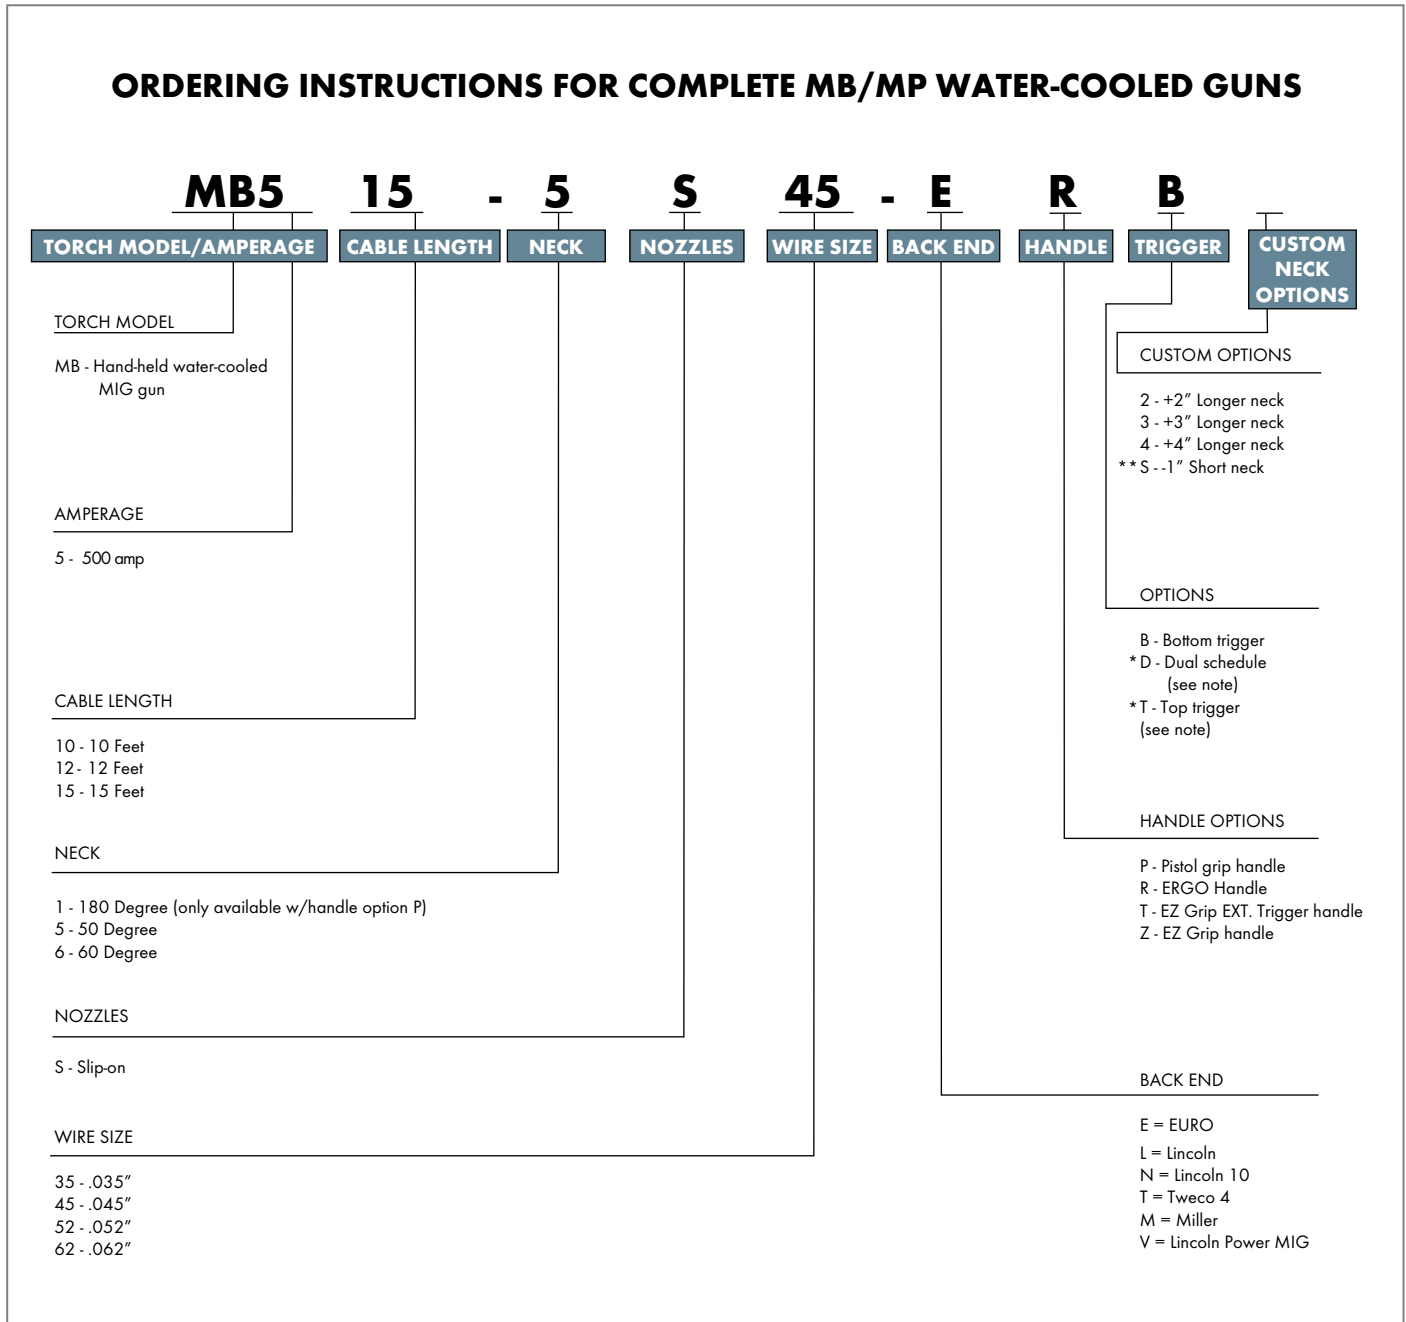 ORDERING INSTRUCTIONS FOR COMPLETE MB/MP WATER-COOLED GUNS
MB5 15 - 5 S 45 - E R B
TORCH MODEL/AMPERAGE CABLE LENGTH NECK NOZZLES WIRE SIZE BACK END HANDLE TRIGGER
CUSTOM
NECK
OPTIONS
TORCH MODEL
MB - Hand-held water-cooled
MIG gun
AMPERAGE
5 - 500 amp
CABLE LENGTH
10 - 10 Feet
12 - 12 Feet
15 - 15 Feet
NECK
1 - 180 Degree (only available w/handle option P)
5 - 50 Degree
6 - 60 Degree
NOZZLES
S - Slip-on
WIRE SIZE
35 - .035”
45 - .045”
52 - .052”
62 - .062”
CUSTOM OPTIONS
2 - +2” Longer neck
3 - +3” Longer neck
4 - +4” Longer neck
**S - -1” Short neck
OPTIONS
B - Bottom trigger
*D - Dual schedule
(see note)
*T - Top trigger
(see note)
HANDLE OPTIONS
P - Pistol grip handle
R - ERGO Handle
T - EZ Grip EXT. Trigger handle
Z - EZ Grip handle
BACK END
E = EURO
L = Lincoln
N = Lincoln 10
T = Tweco 4
M = Miller
V = Lincoln Power MIG